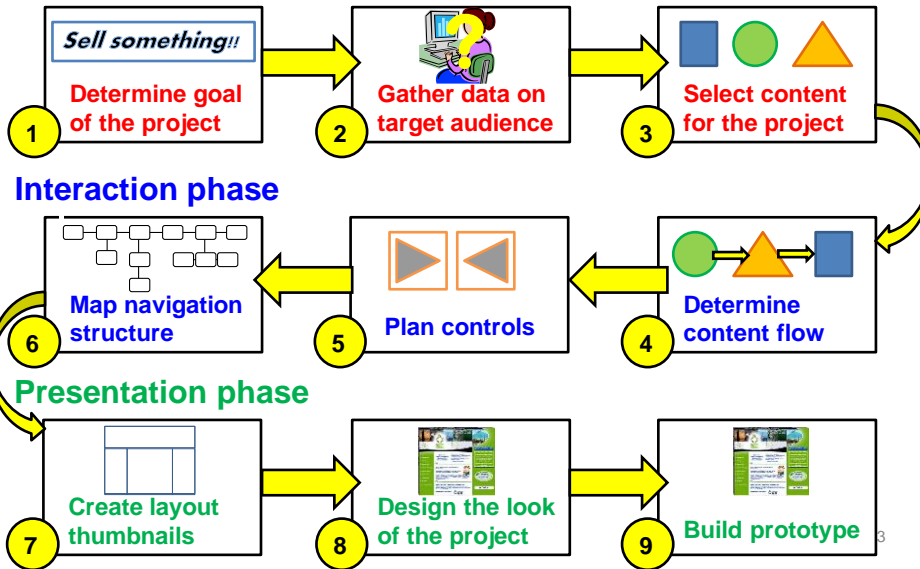 Sell something!!
Determine goal
of the project
1
Gather data on
target audience
2
Select content
for the project
3
Interaction phase
Map navigation
structure
6
Plan controls
5
Determine
content flow
4
Presentation phase
Create layout
thumbnails
7
Design the look
of the project
8
Build prototype
9
3